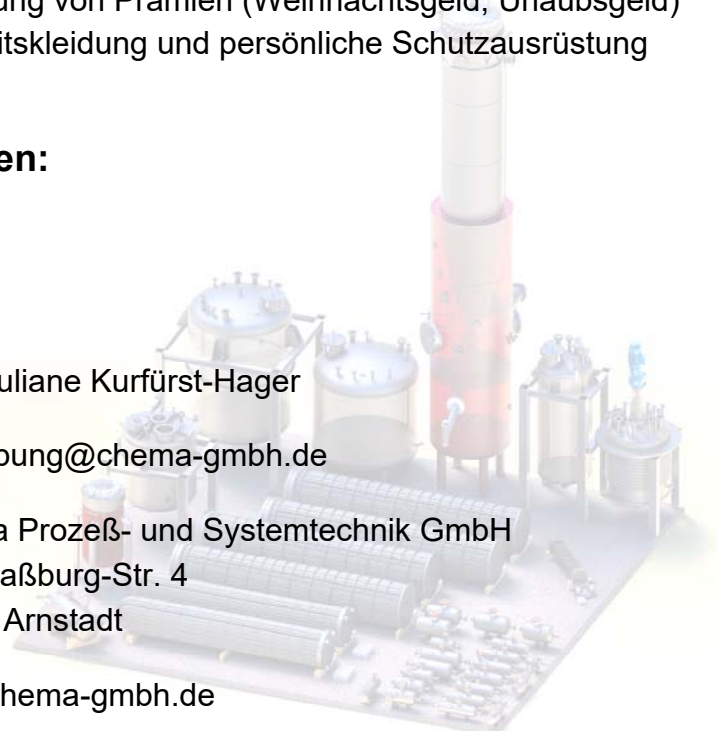 ung von Prämien (Weihnachtsgeld, Urlaubsgeld)
itskleidung und persönliche Schutzausrüstung
en:
uliane Kurfürst-Hager
bung@chema-gmbh.de
a Prozeß- und Systemtechnik GmbH
aßburg-Str. 4
Arnstadt
hema-gmbh.de